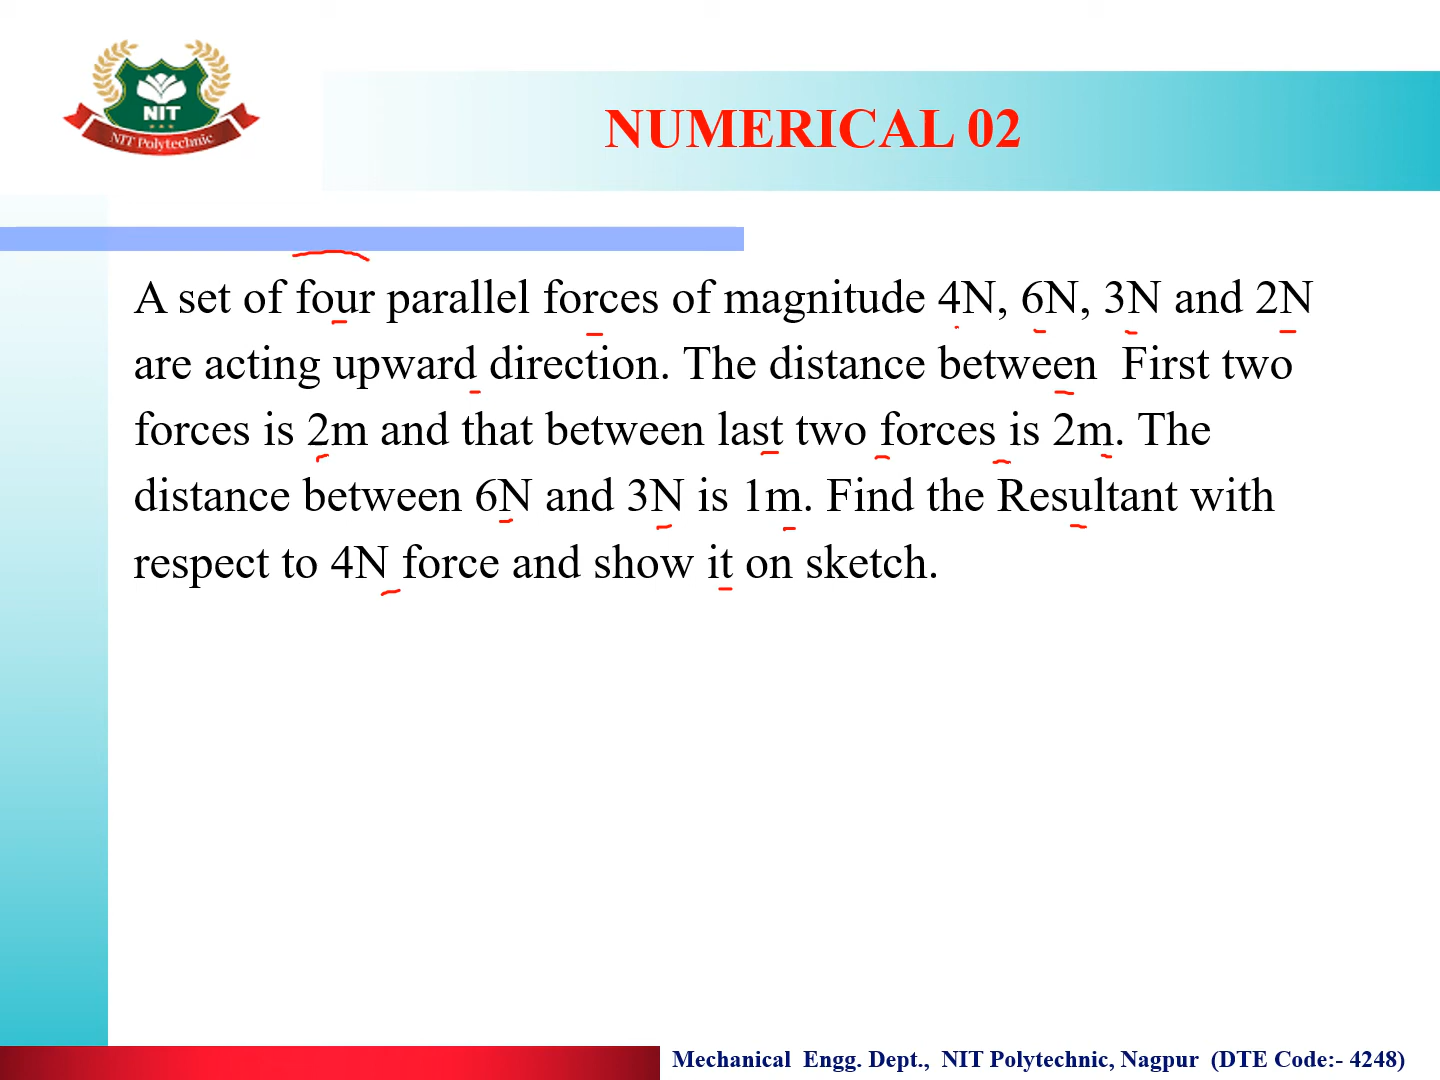 NIT
NIT Polytechnic
NUMERICAL 02
A set of four parallel forces of magnitude 4N, 6N, 3N and 2N
are acting upward direction. The distance between First two
forces is 2m and that between last two forces is 2m. The
distance between 6N and 3N is 1m. Find the Resultant with
respect to 4N force and show it on sketch.
Mechanical Engg. Dept., NIT Polytechnic, Nagpur (DTE Code:- 4248)